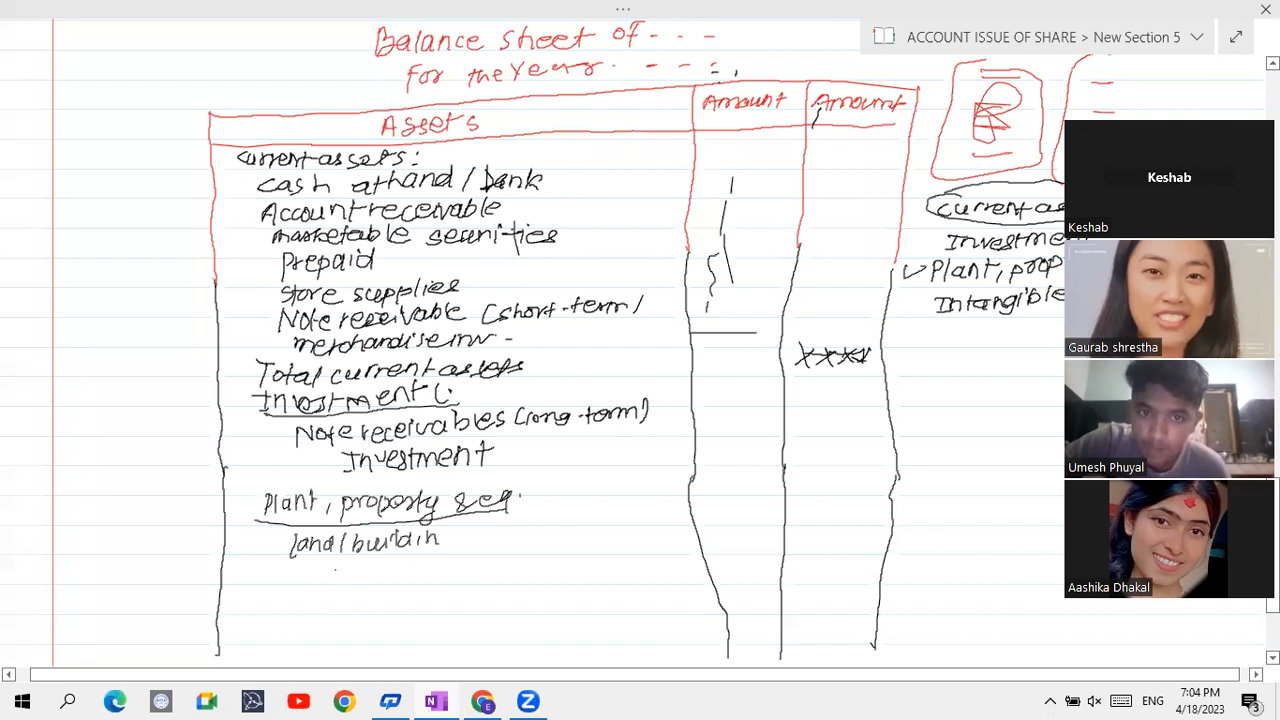 ACCOUNT ISSUE OF SHARE > New Section 5
Balance sheet of - - -
For the Year - - -
Assets
Amount
Amount
current assets:
cash at hand / bank
Account receivable
marketable securities
Prepaid
store supplies
Note receivable (short-term)
merchandise inv -
Total current assets
Investment (:
Note receivables (long-term)
Investment
Plant, property & eq.
land/buildin
XXXX
Current as
Investme
Plant, prop
Intangible
Keshab
Keshab
Gaurab shrestha
Umesh Phuyal
Aashika Dhakal
ENG
7:04 PM
4/18/2023
3